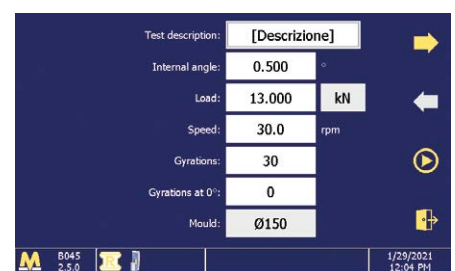 Test description: [Descrizione]
Internal angle: 0.500 °
Load: 13.000 kN
Speed: 30.0 rpm
Gyrations: 30
Gyrations at 0°: 0
Mould: Ø150
M B045 R 1/29/2021
2.5.0 12:04 PM